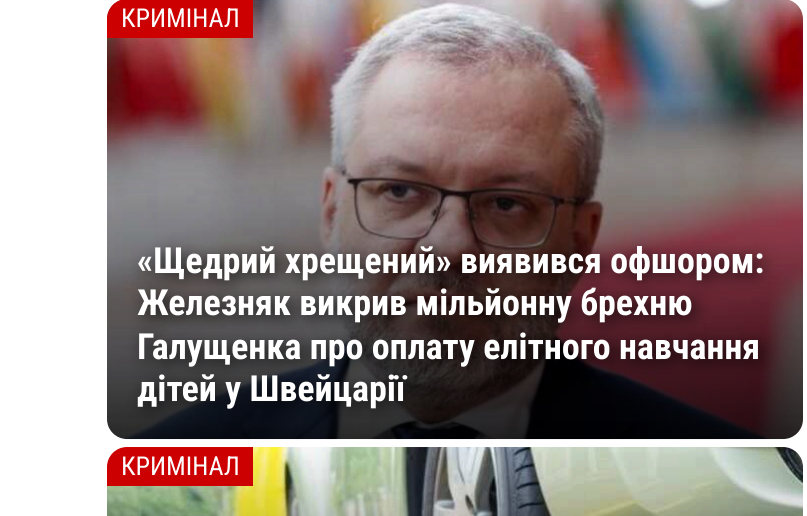 КРИМІНАЛ
«Щедрий хрещений» виявився офшором:
Железняк викрив мільйонну брехню
Галущенка про оплату елітного навчання
дітей у Швейцарії
КРИМІНАЛ